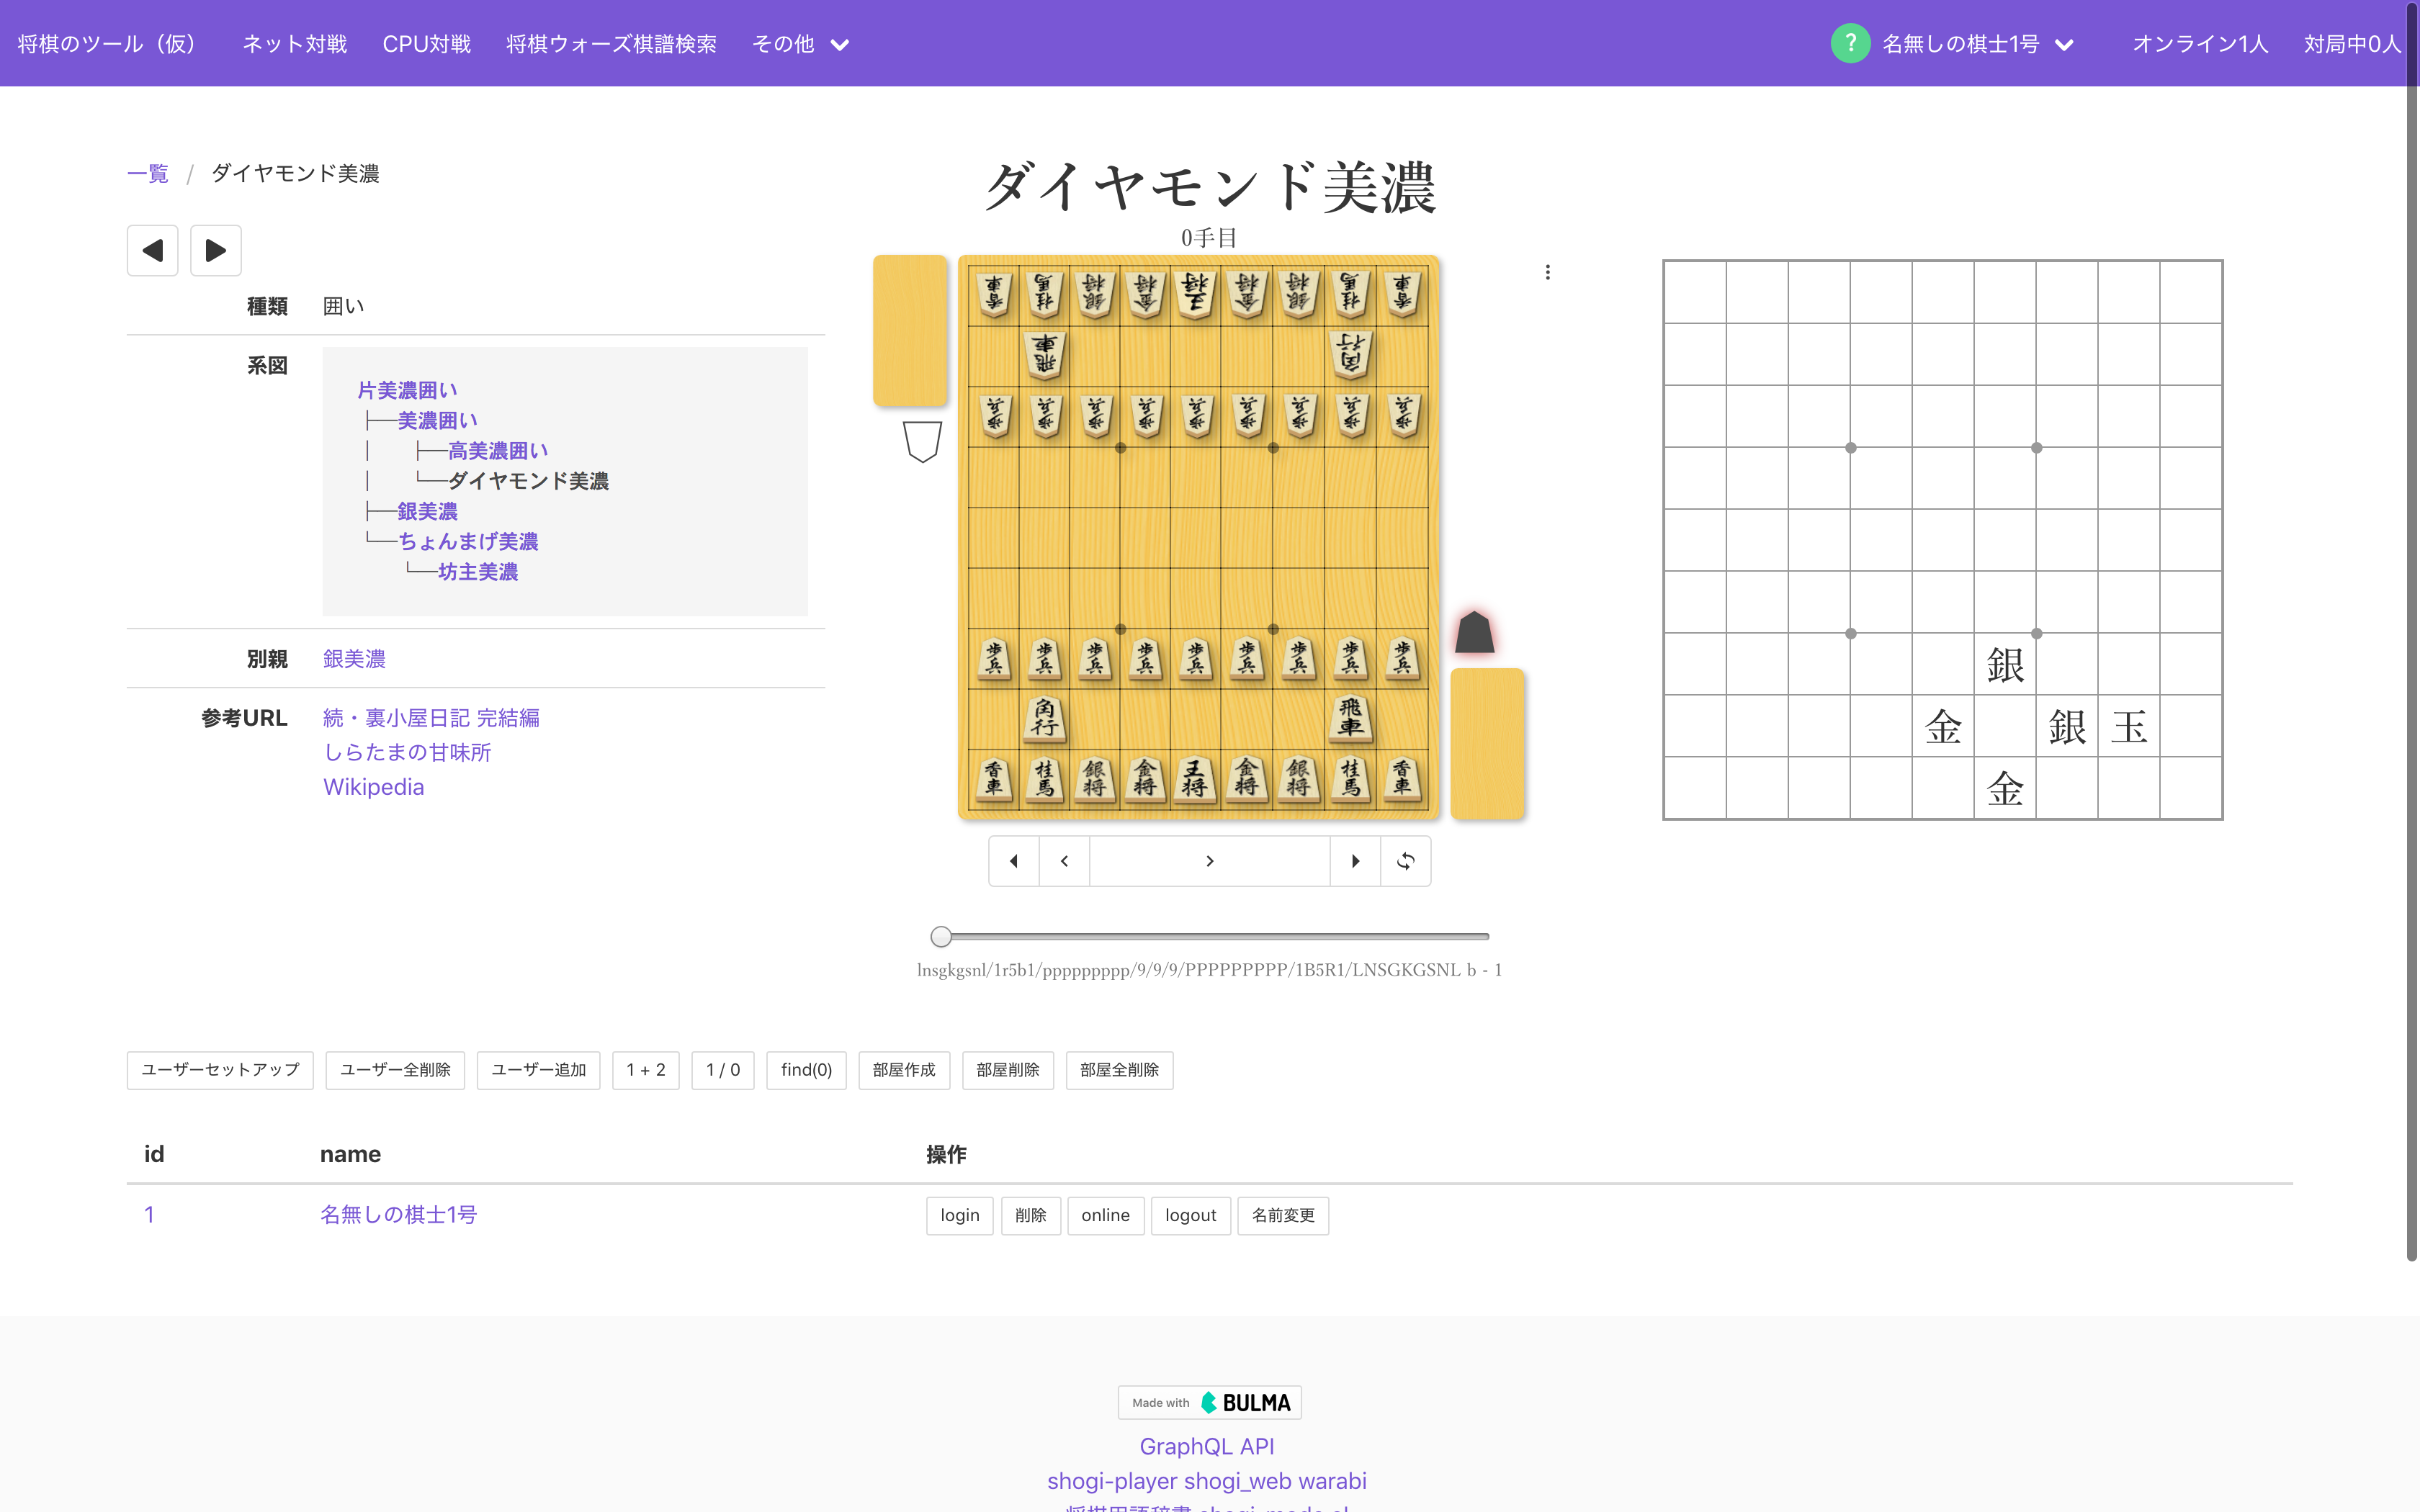 将棋のツール（仮） ネット対戦 CPU対戦 将棋ウォーズ棋譜検索 その他 ? 名無しの棋士1号 オンライン1人 対局中0人
一覧 / ダイヤモンド美濃
種類 囲い
系図
片美濃囲い
├──美濃囲い
│ ├──高美濃囲い
│ └──ダイヤモンド美濃
├──銀美濃
└──ちょんまげ美濃
└──坊主美濃
別親 銀美濃
参考URL 続・裏小屋日記 完結編
しらたまの甘味所
Wikipedia
ダイヤモンド美濃
0手目
香車 桂馬 銀将 金将 王将 金将 銀将 桂馬 香車
飛車 角行
歩兵 歩兵 歩兵 歩兵 歩兵 歩兵 歩兵 歩兵 歩兵
歩兵 歩兵 歩兵 歩兵 歩兵 歩兵 歩兵 歩兵 歩兵
角行 飛車
香車 桂馬 銀将 金将 王将 金将 銀将 桂馬 香車
lnsgkgsnl/1r5b1/ppppppppp/9/9/9/PPPPPPPPP/1B5R1/LNSGKGSNL b - 1
銀
金 銀 玉
金
ユーザーセットアップ ユーザー全削除 ユーザー追加 1 + 2 1 / 0 find(0) 部屋作成 部屋削除 部屋全削除
id name 操作
1 名無しの棋士1号 login 削除 online logout 名前変更
Made with BULMA
GraphQL API
shogi-player shogi_web warabi